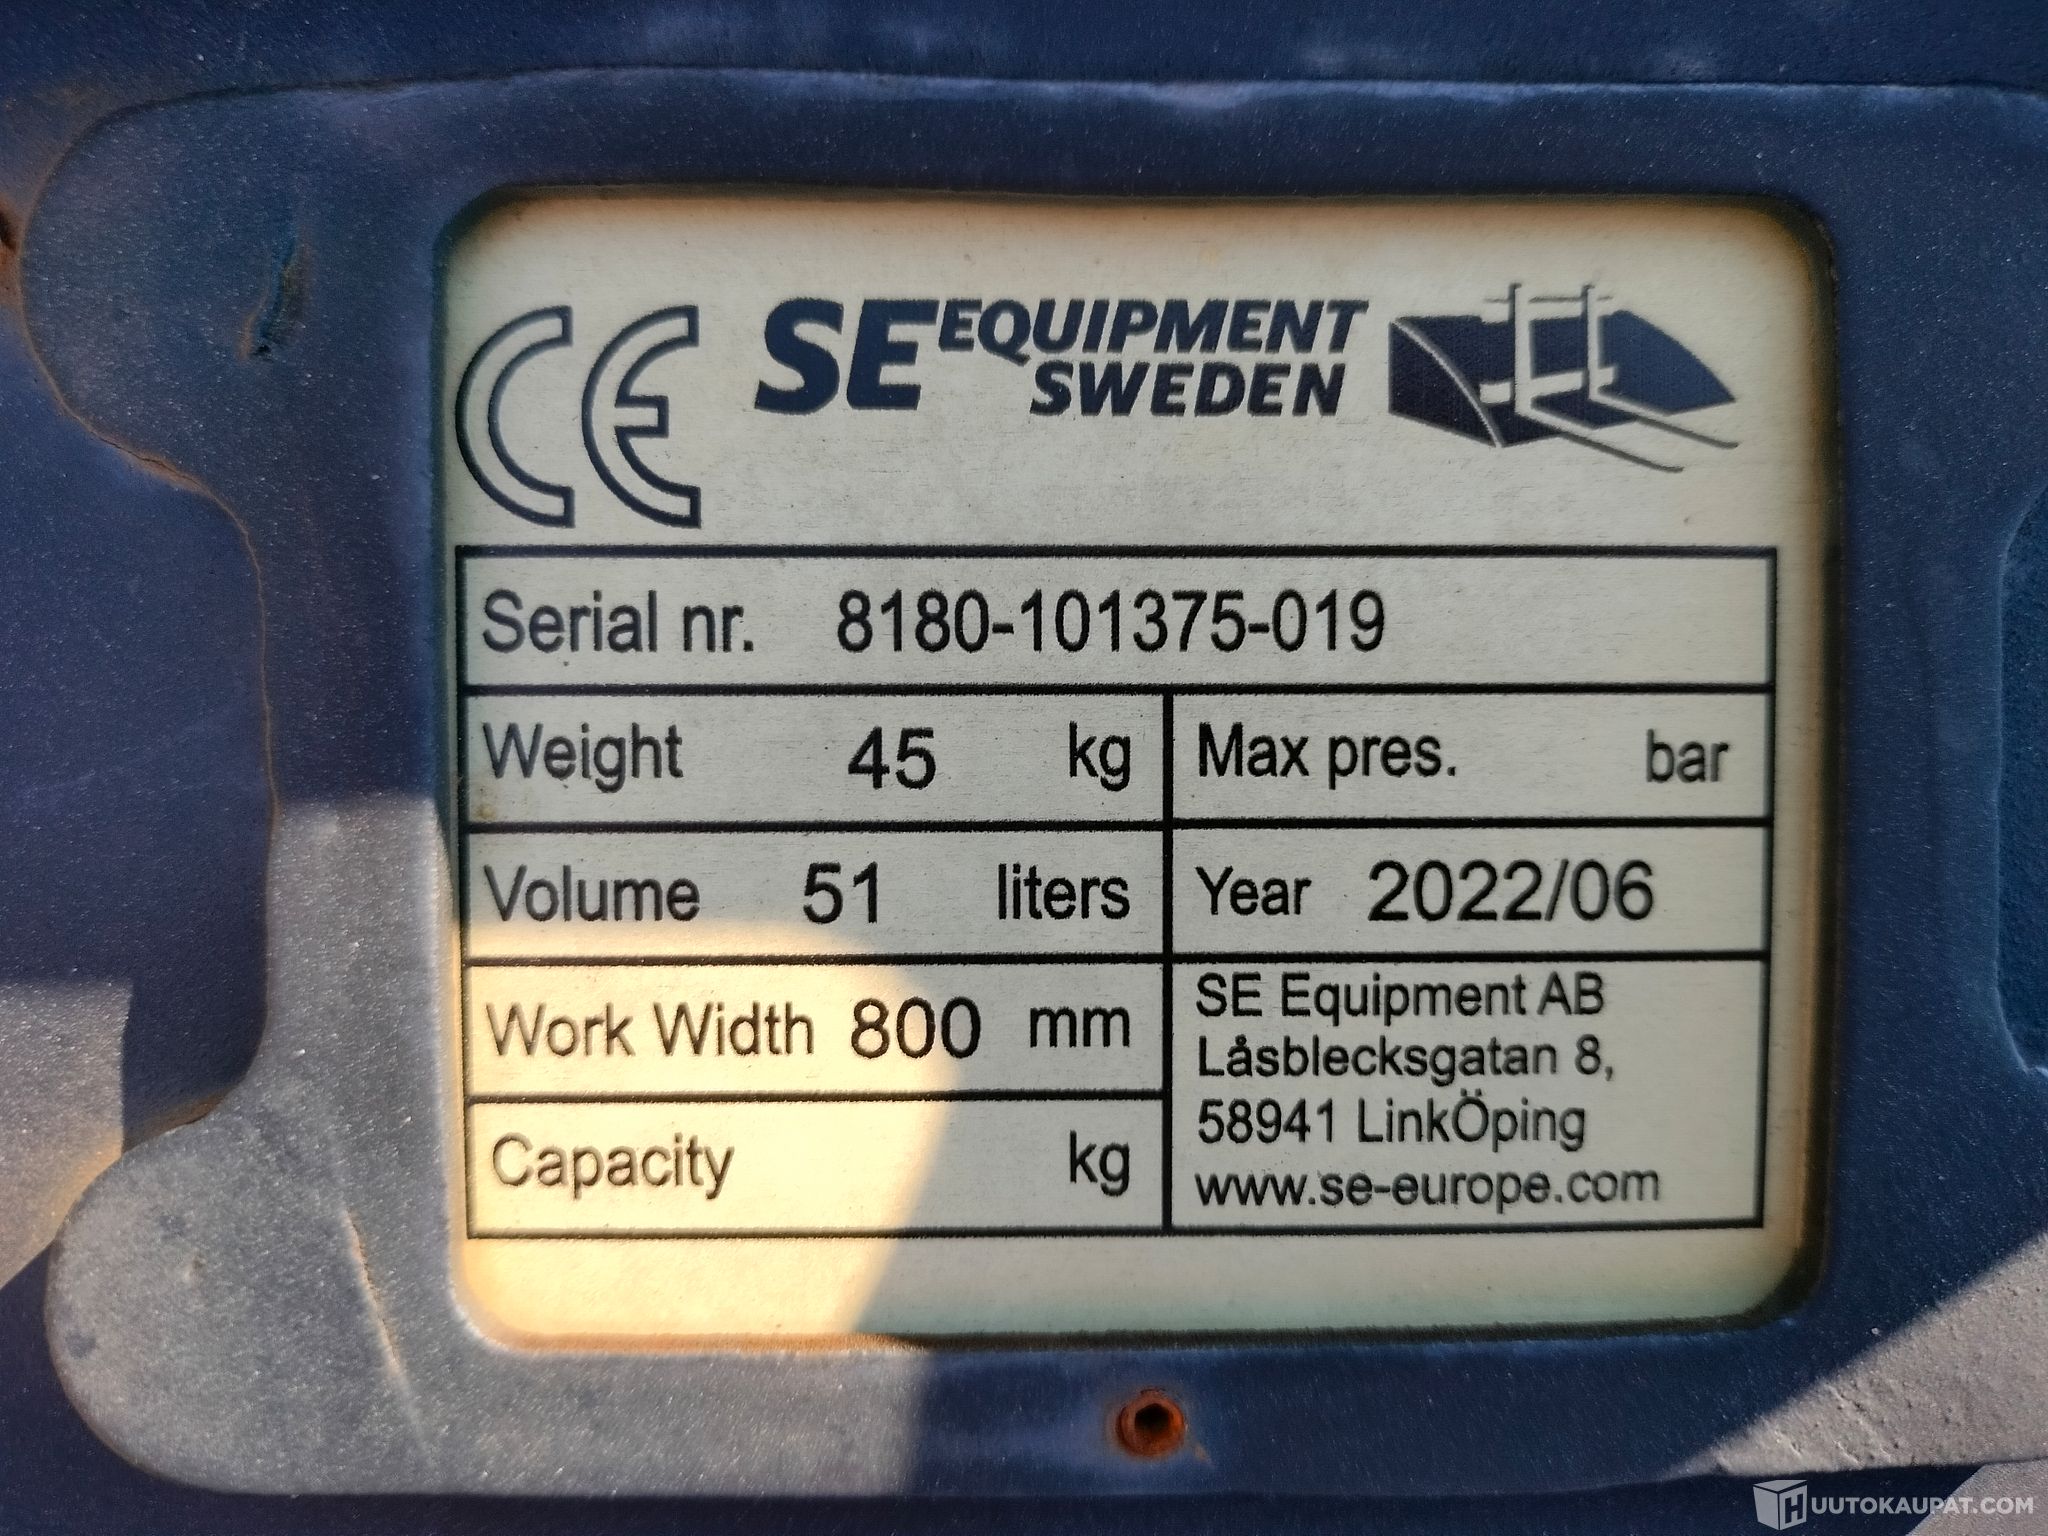 CE SE EQUIPMENT
SWEDEN
Serial nr. 8180-101375-019
Weight 45 kg Max pres. bar
Volume 51 liters Year 2022/06
Work Width 800 mm
Capacity kg
SE Equipment AB
Låsblecksgatan 8,
58941 LinkÖping
www.se-europe.com
HUUTOKAUPAT.COM